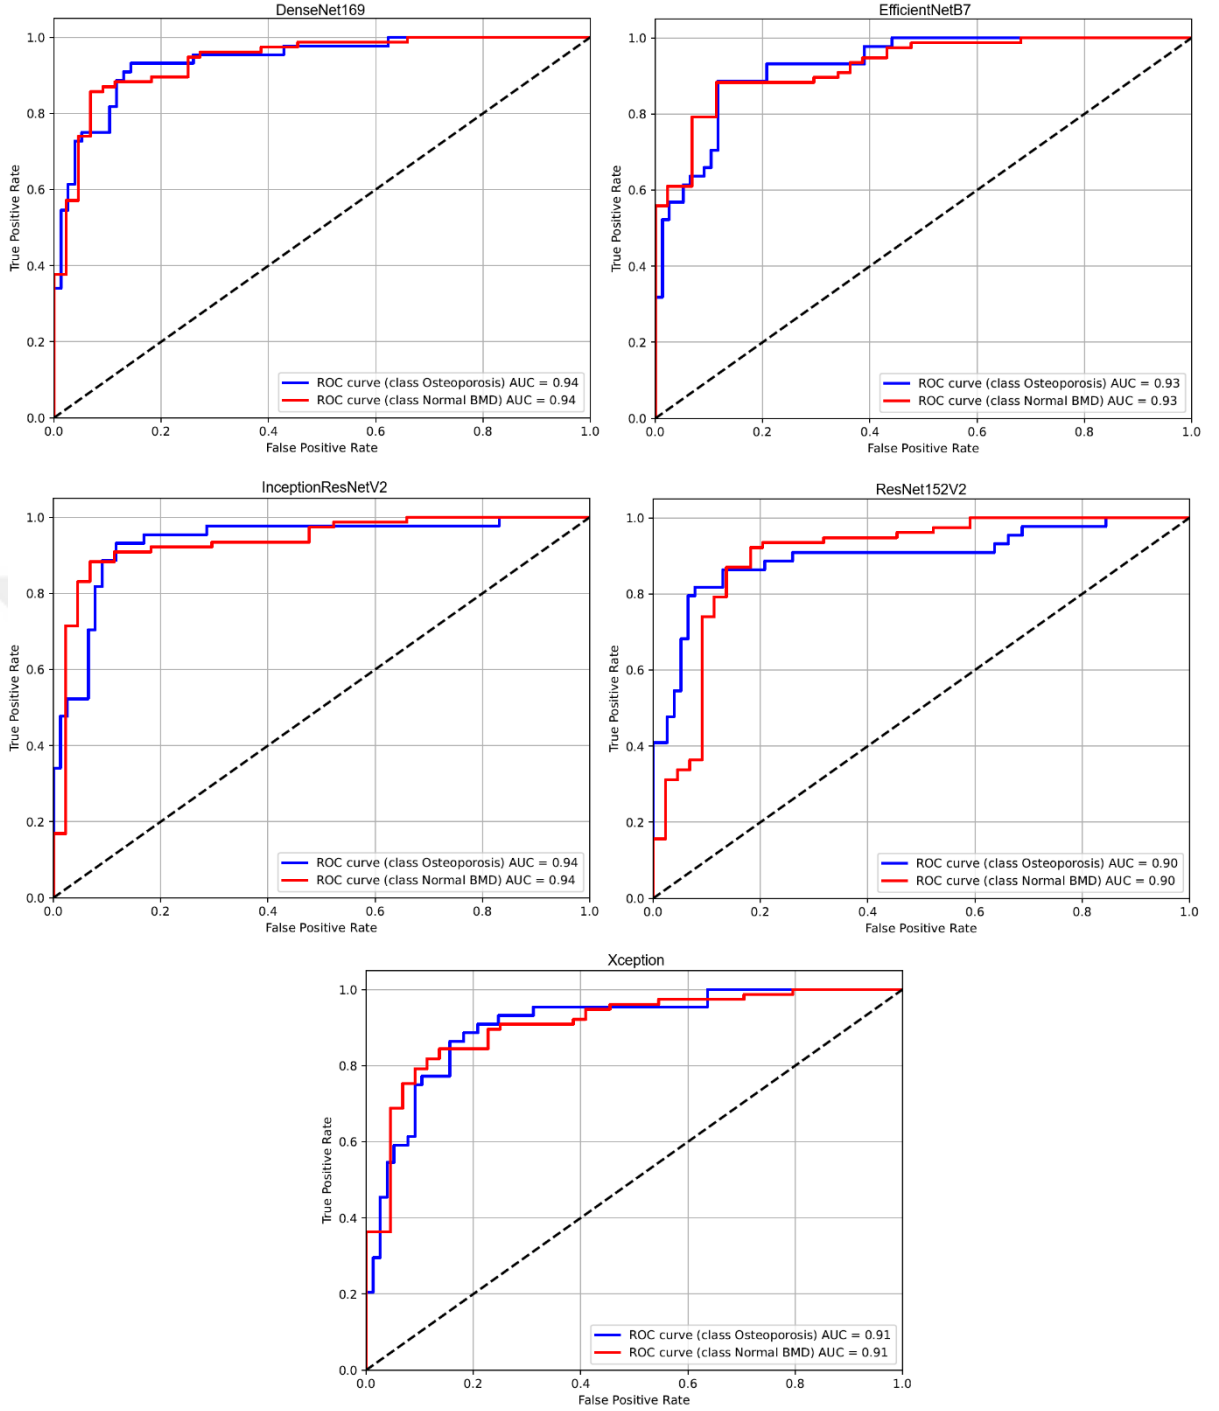 DenseNet169
1.0
0.8
0.6
0.4
0.2
0.0
True Positive Rate
ROC curve (class Osteoporosis) AUC = 0.94
ROC curve (class Normal BMD) AUC = 0.94
0.0 0.2 0.4 0.6 0.8 1.0
False Positive Rate
EfficientNetB7
1.0
0.8
0.6
0.4
0.2
0.0
True Positive Rate
ROC curve (class Osteoporosis) AUC = 0.93
ROC curve (class Normal BMD) AUC = 0.93
0.0 0.2 0.4 0.6 0.8 1.0
False Positive Rate
InceptionResNetV2
1.0
0.8
0.6
0.4
0.2
0.0
True Positive Rate
ROC curve (class Osteoporosis) AUC = 0.94
ROC curve (class Normal BMD) AUC = 0.94
0.0 0.2 0.4 0.6 0.8 1.0
False Positive Rate
ResNet152V2
1.0
0.8
0.6
0.4
0.2
0.0
True Positive Rate
ROC curve (class Osteoporosis) AUC = 0.90
ROC curve (class Normal BMD) AUC = 0.90
0.0 0.2 0.4 0.6 0.8 1.0
False Positive Rate
Xception
1.0
0.8
0.6
0.4
0.2
0.0
True Positive Rate
ROC curve (class Osteoporosis) AUC = 0.91
ROC curve (class Normal BMD) AUC = 0.91
0.0 0.2 0.4 0.6 0.8 1.0
False Positive Rate